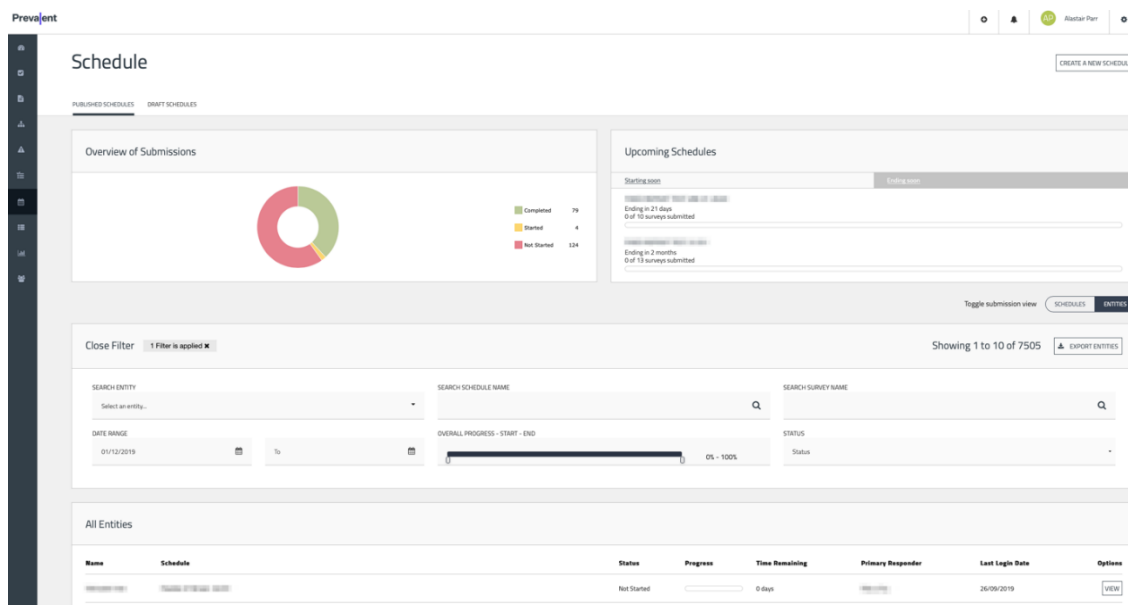 Prevalent
AP Alastair Parr
Schedule
CREATE A NEW SCHEDUL
PUBLISHED SCHEDULES DRAFT SCHEDULES
Overview of Submissions
Completed 79
Started 4
Not Started 124
Upcoming Schedules
Starting soon Ending soon
Ending in 21 days
0 of 10 surveys submitted
Ending in 2 months
0 of 13 surveys submitted
Toggle submission view SCHEDULES ENTITIES
Close Filter 1 Filter is applied ✖ Showing 1 to 10 of 7505 EXPORT ENTITIES
SEARCH ENTITY SEARCH SCHEDULE NAME SEARCH SURVEY NAME
Select an entity...
DATE RANGE OVERALL PROGRESS - START - END STATUS
01/12/2019 To 0% - 100% Status
All Entities
Name Schedule Status Progress Time Remaining Primary Responder Last Login Date Options
Not Started 0 days 26/09/2019 VIEW